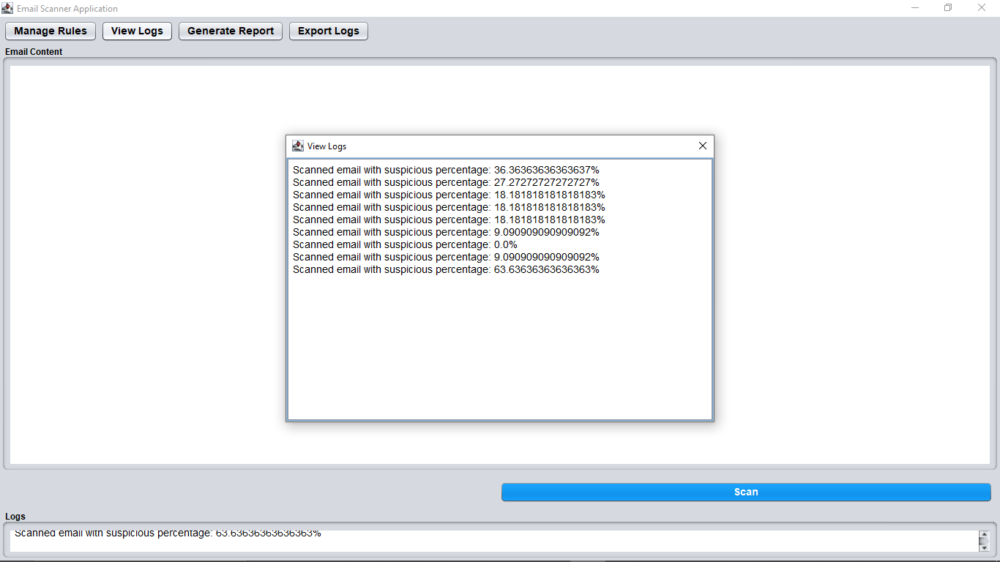 Email Scanner Application
Manage Rules View Logs Generate Report Export Logs
Email Content
View Logs
Scanned email with suspicious percentage: 36.36363636363637%
Scanned email with suspicious percentage: 27.27272727272727%
Scanned email with suspicious percentage: 18.181818181818183%
Scanned email with suspicious percentage: 18.181818181818183%
Scanned email with suspicious percentage: 18.181818181818183%
Scanned email with suspicious percentage: 9.090909090909092%
Scanned email with suspicious percentage: 0.0%
Scanned email with suspicious percentage: 9.090909090909092%
Scanned email with suspicious percentage: 63.63636363636363%
Scan
Logs
Scanned email with suspicious percentage: 63.63636363636363%